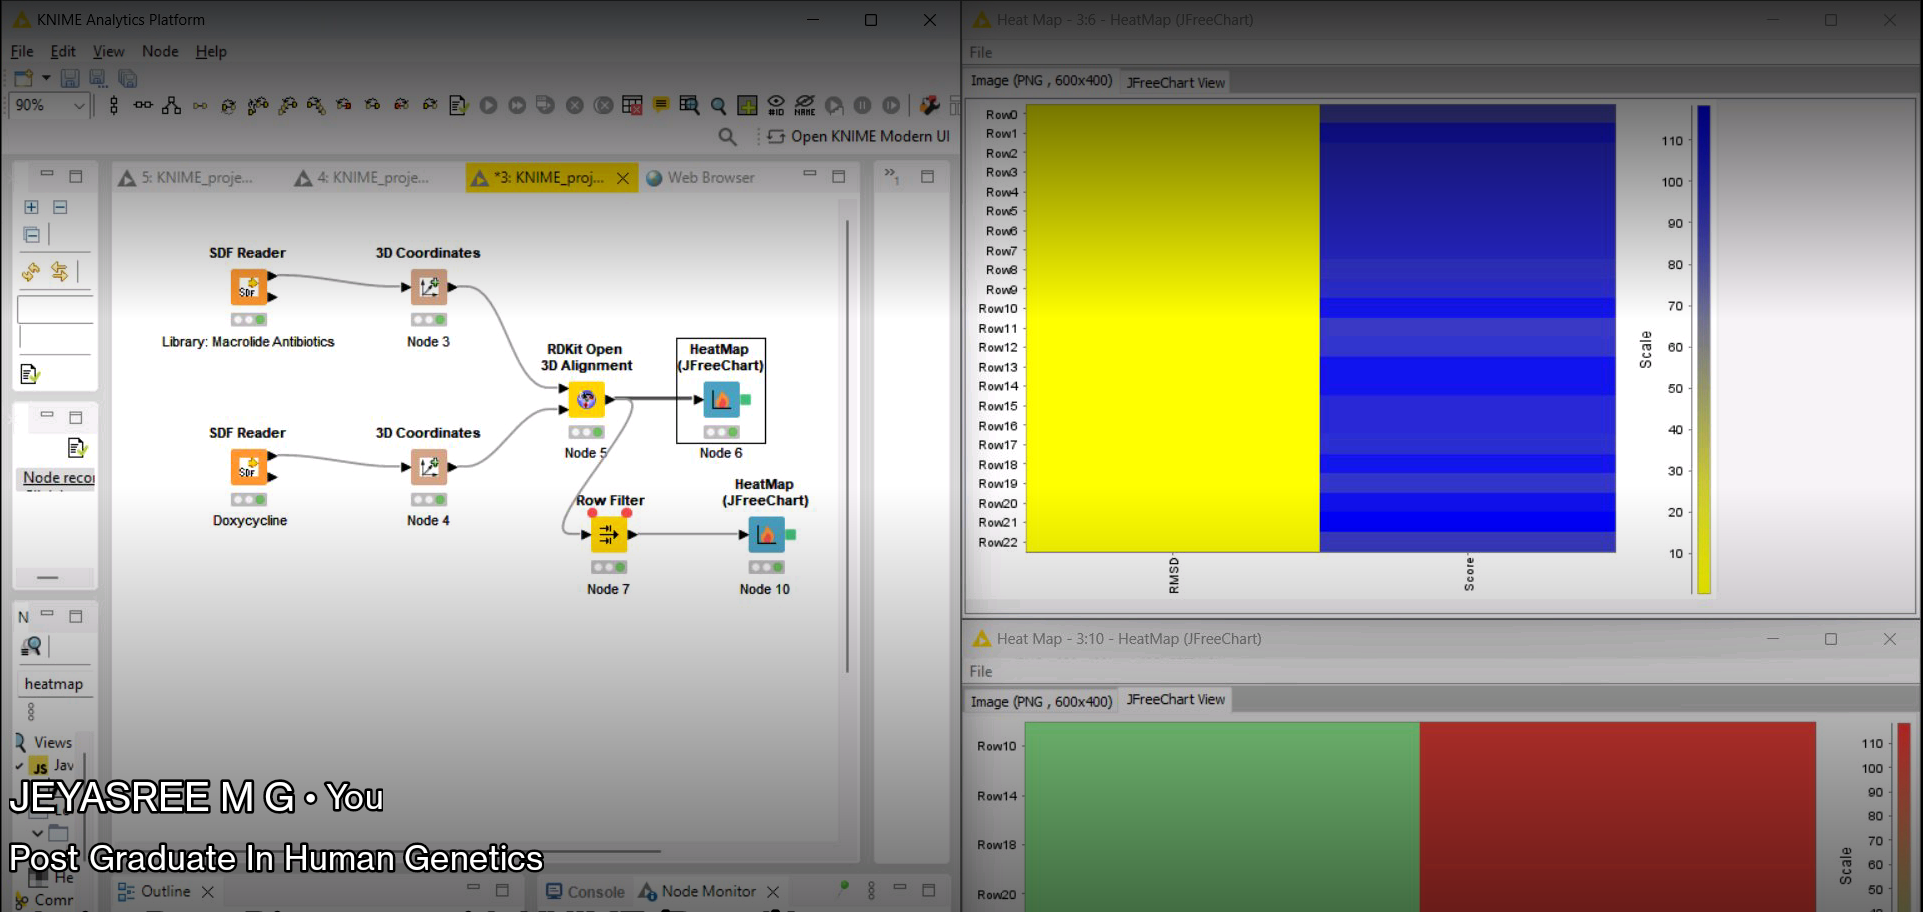 KNIME Analytics Platform
File Edit View Node Help
90%
#ID NAME
Open KNIME Modern UI
5: KNIME_proje...
4: KNIME_proje...
*3: KNIME_proj...
Web Browser
»1
SDF Reader
SDF
Library: Macrolide Antibiotics
3D Coordinates
Node 3
RDKit Open
3D Alignment
Node 5
HeatMap
(JFreeChart)
Node 6
SDF Reader
SDF
Doxycycline
3D Coordinates
Node 4
Row Filter
Node 7
HeatMap
(JFreeChart)
Node 10
Node recor
N
heatmap
Views
JS Jav
He
Comr
JEYASREE M G • You
Post Graduate In Human Genetics
Outline
Console
Node Monitor
Heat Map - 3:6 - HeatMap (JFreeChart)
File
Image (PNG , 600x400)
JFreeChart View
Row0
Row1
Row2
Row3
Row4
Row5
Row6
Row7
Row8
Row9
Row10
Row11
Row12
Row13
Row14
Row15
Row16
Row17
Row18
Row19
Row20
Row21
Row22
RMSD
Score
Scale
110
100
90
80
70
60
50
40
30
20
10
Heat Map - 3:10 - HeatMap (JFreeChart)
File
Image (PNG , 600x400)
JFreeChart View
Row10
Row14
Row18
Row20
Scale
110
100
90
80
70
60
50